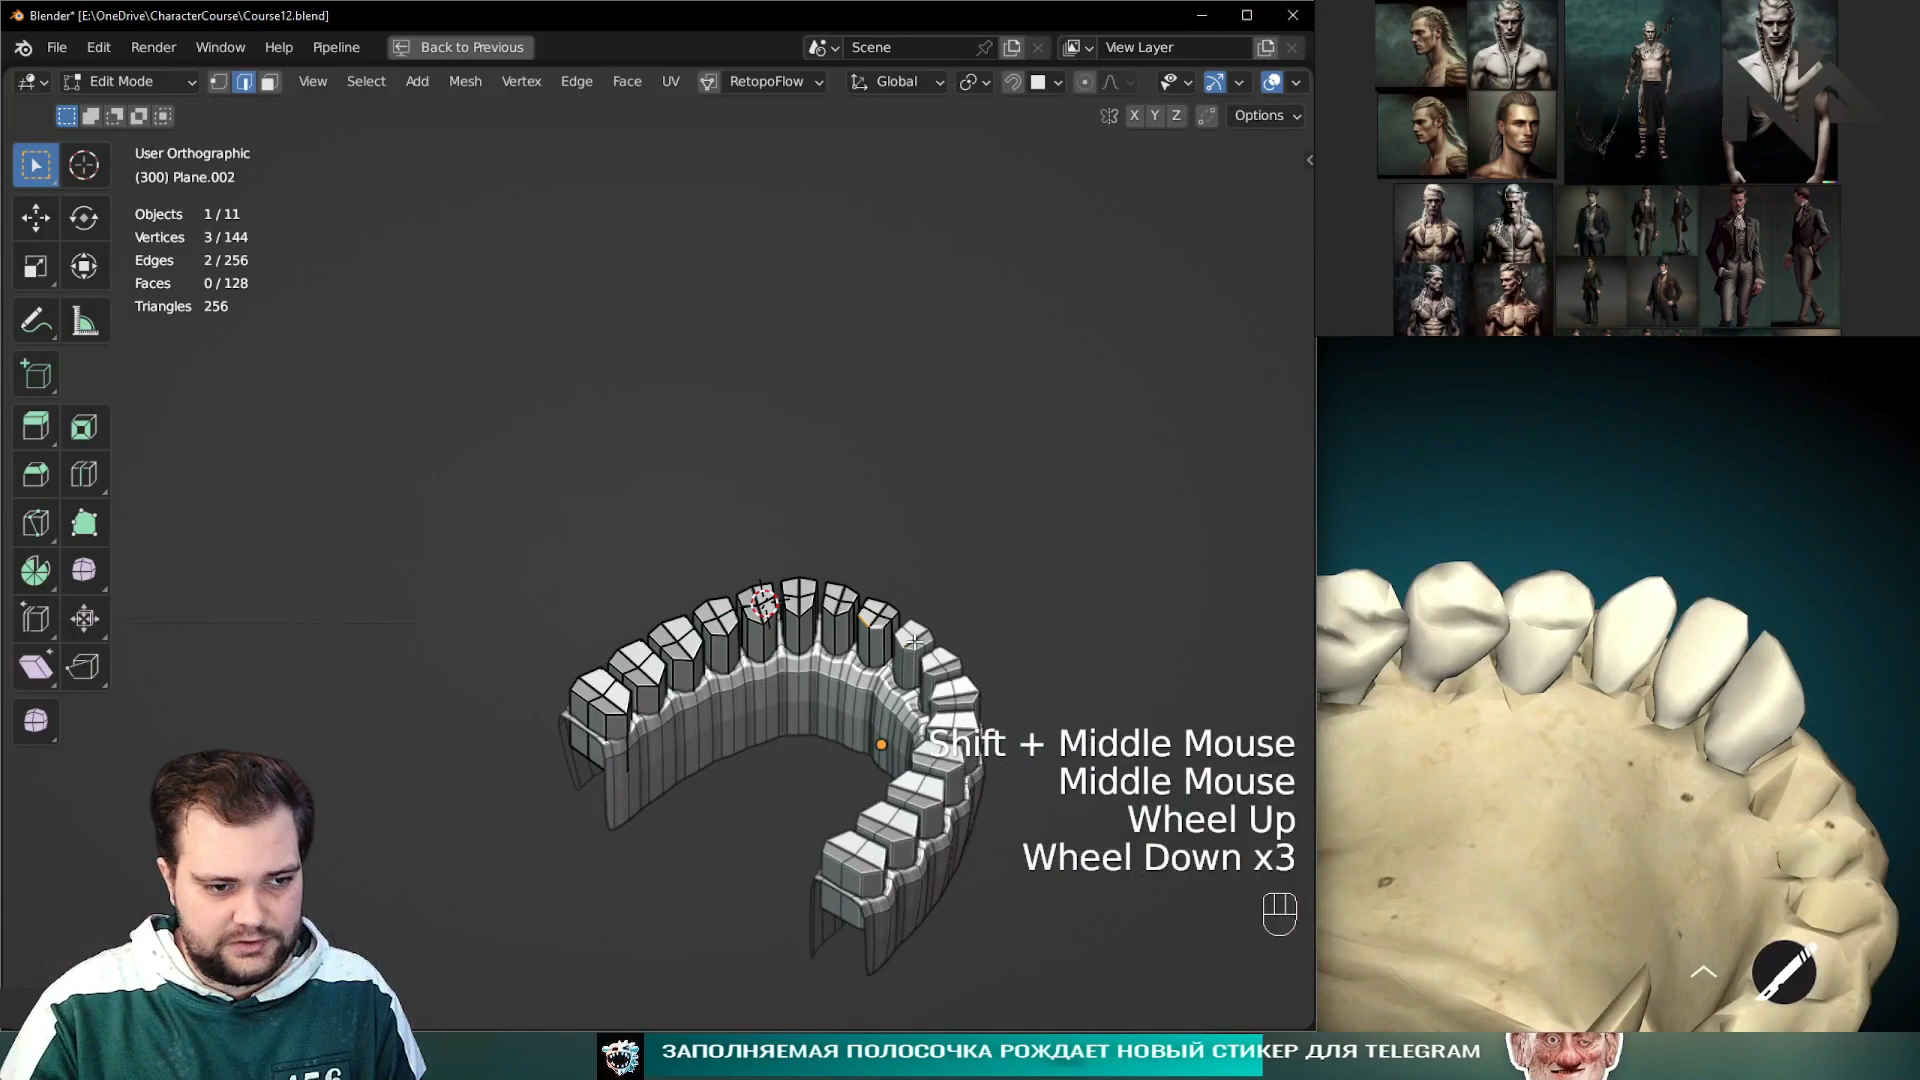 Blender* [E:\OneDrive\CharacterCourse\Course12.blend]
File Edit Render Window Help Pipeline Back to Previous Scene View Layer
Edit Mode View Select Add Mesh Vertex Edge Face UV RetopoFlow Global
X Y Z Options
User Orthographic
(300) Plane.002
Objects 1 / 11
Vertices 3 / 144
Edges 2 / 256
Faces 0 / 128
Triangles 256
Shift + Middle Mouse
Middle Mouse
Wheel Up
Wheel Down x3
ЗАПОЛНЯЕМАЯ ПОЛОСОЧКА РОЖДАЕТ НОВЫЙ СТИКЕР ДЛЯ TELEGRAM